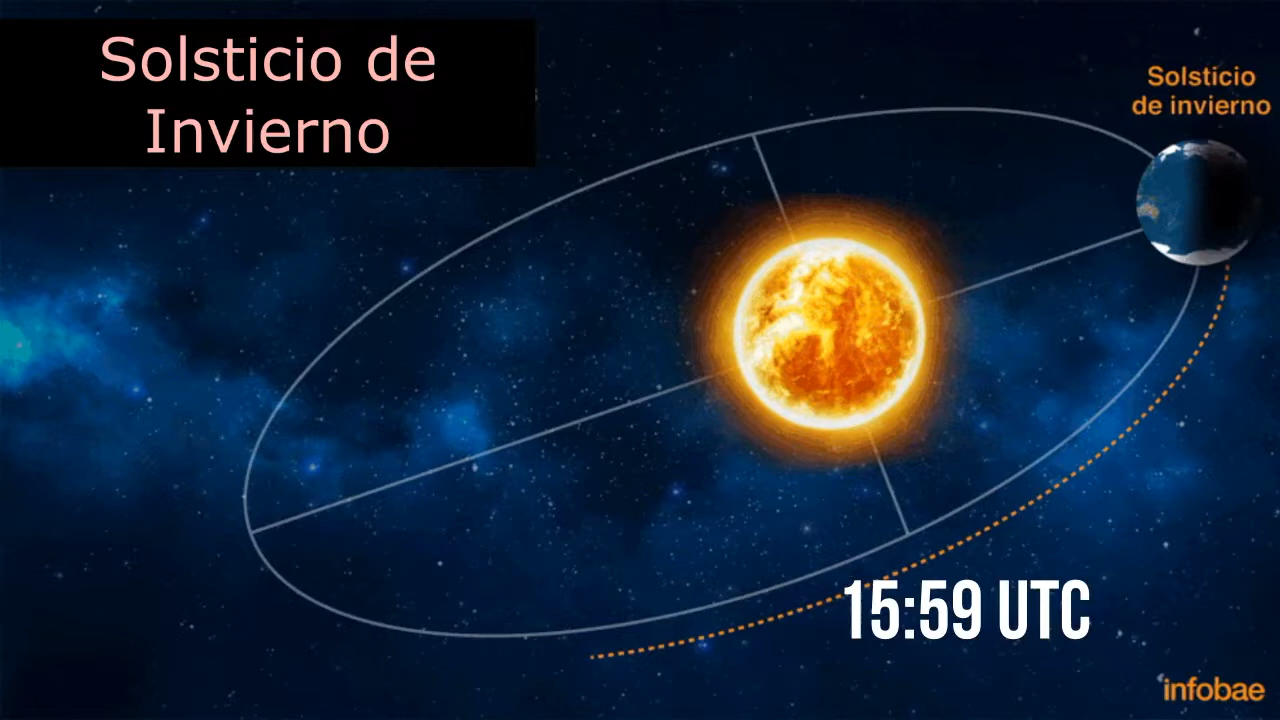 Solsticio de
Invierno
Solsticio
de invierno
15:59 UTC
infobae